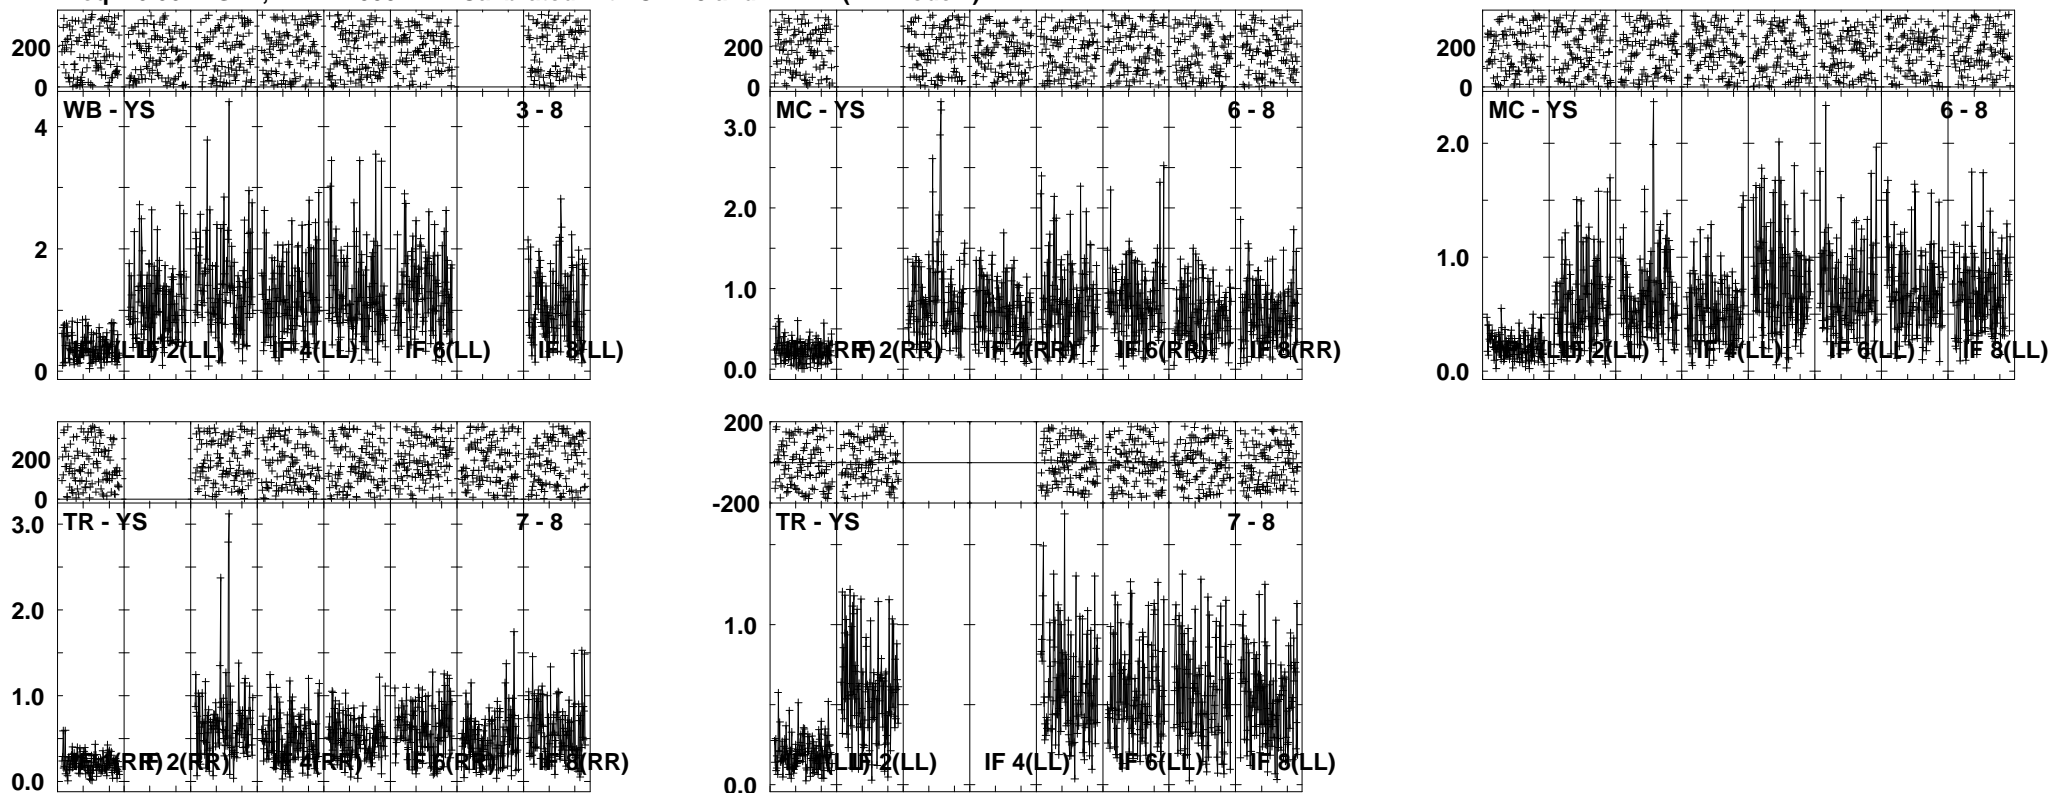 200
0
WB - YS
3 - 8
4
2
0
IF 2(LL)
IF 4(LL)
IF 6(LL)
IF 8(LL)
200
0
MC - YS
6 - 8
3.0
2.0
1.0
0.0
IF 2(RR)
IF 4(RR)
IF 6(RR)
IF 8(RR)
200
0
MC - YS
6 - 8
2.0
1.0
0.0
2(LL)
IF 4(LL)
IF 6(LL)
IF 8(LL)
200
0
TR - YS
7 - 8
3.0
2.0
1.0
0.0
IF 2(RR)
IF 4(RR)
IF 6(RR)
IF 8(RR)
200
-200
TR - YS
7 - 8
1.0
0.0
IF 2(LL)
IF 4(LL)
IF 6(LL)
IF 8(LL)